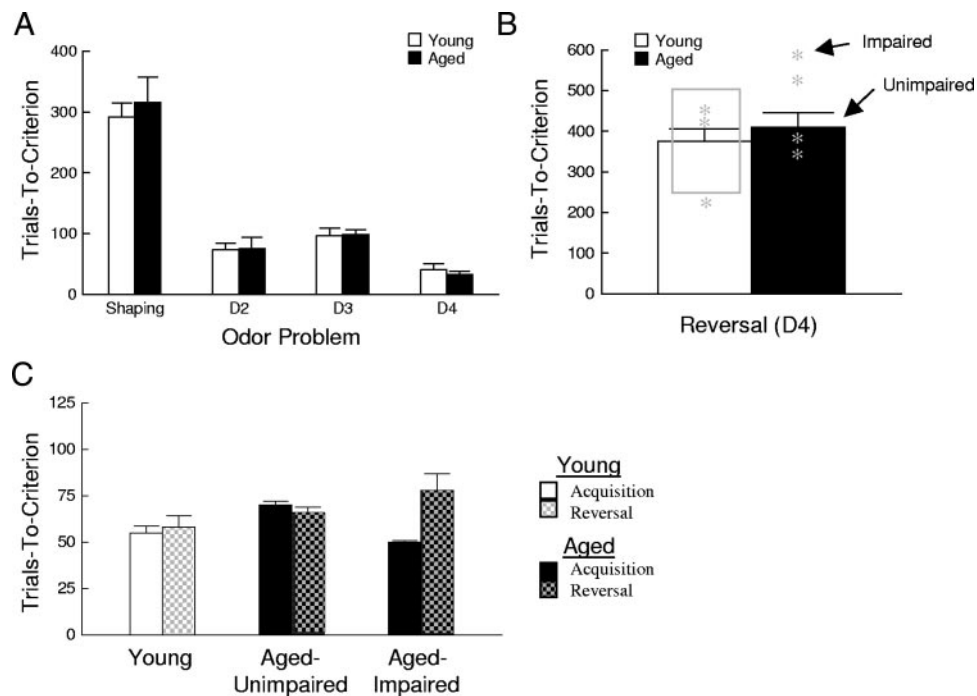 A
Trials-To-Criterion
400
300
200
100
0
Young
Aged
Shaping D2 D3 D4
Odor Problem
B
Trials-To-Criterion
600
500
400
300
400
200
0
Young
Aged
* Impaired
*
Unimpaired
*
*
*
*
*
Reversal (D4)
C
Trials-To-Criterion
125
100
75
50
25
0
Young Aged- Aged-
Unimpaired Impaired
Young
Acquisition
Reversal
Aged
Acquisition
Reversal